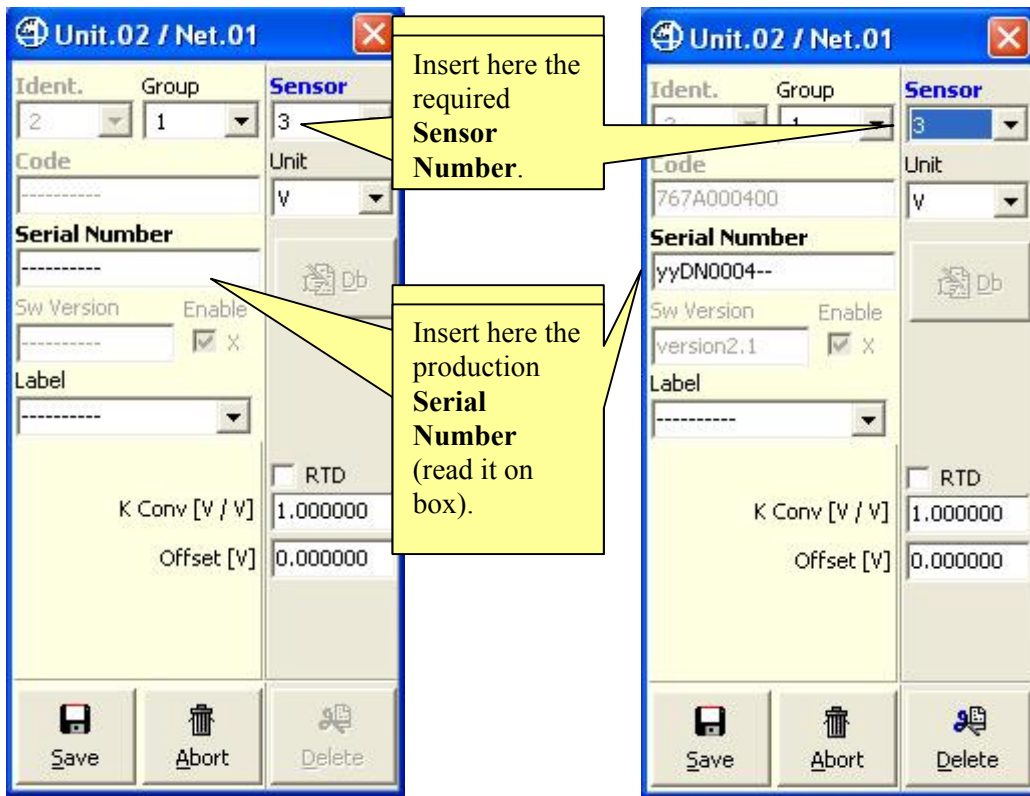 Unit.02 / Net.01
Ident. Group Sensor
2 1 3
Code Unit
---------- V
Serial Number
----------
Db
Sw Version Enable
---------- X
Label
----------
RTD
K Conv [V / V] 1.000000
Offset [V] 0.000000
Save Abort Delete
Insert here the
required
Sensor
Number.
Insert here the
production
Serial
Number
(read it on
box).
Unit.02 / Net.01
Ident. Group Sensor
3
Code Unit
767A000400 V
Serial Number
yyDN0004--
Db
Sw Version Enable
version2.1 X
Label
----------
RTD
K Conv [V / V] 1.000000
Offset [V] 0.000000
Save Abort Delete